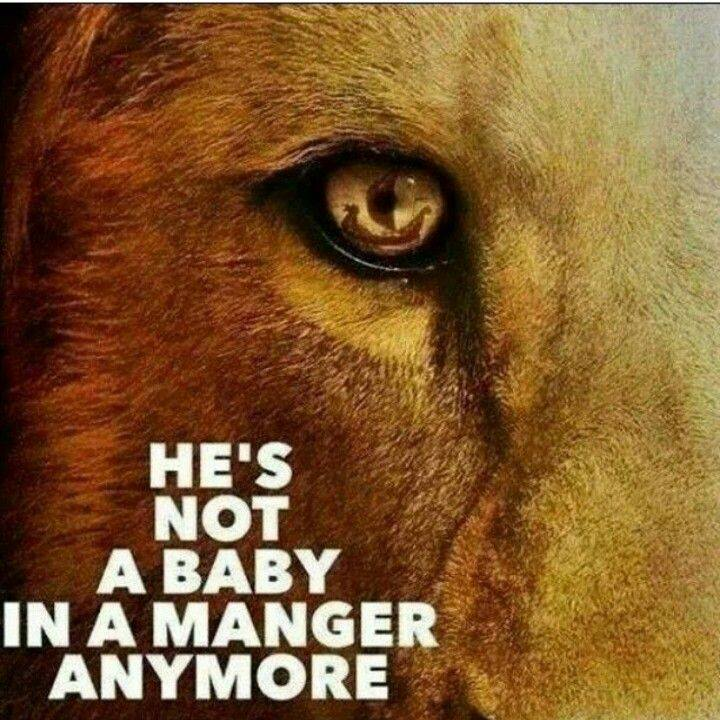 HE'S
NOT
A BABY
IN A MANGER
ANYMORE